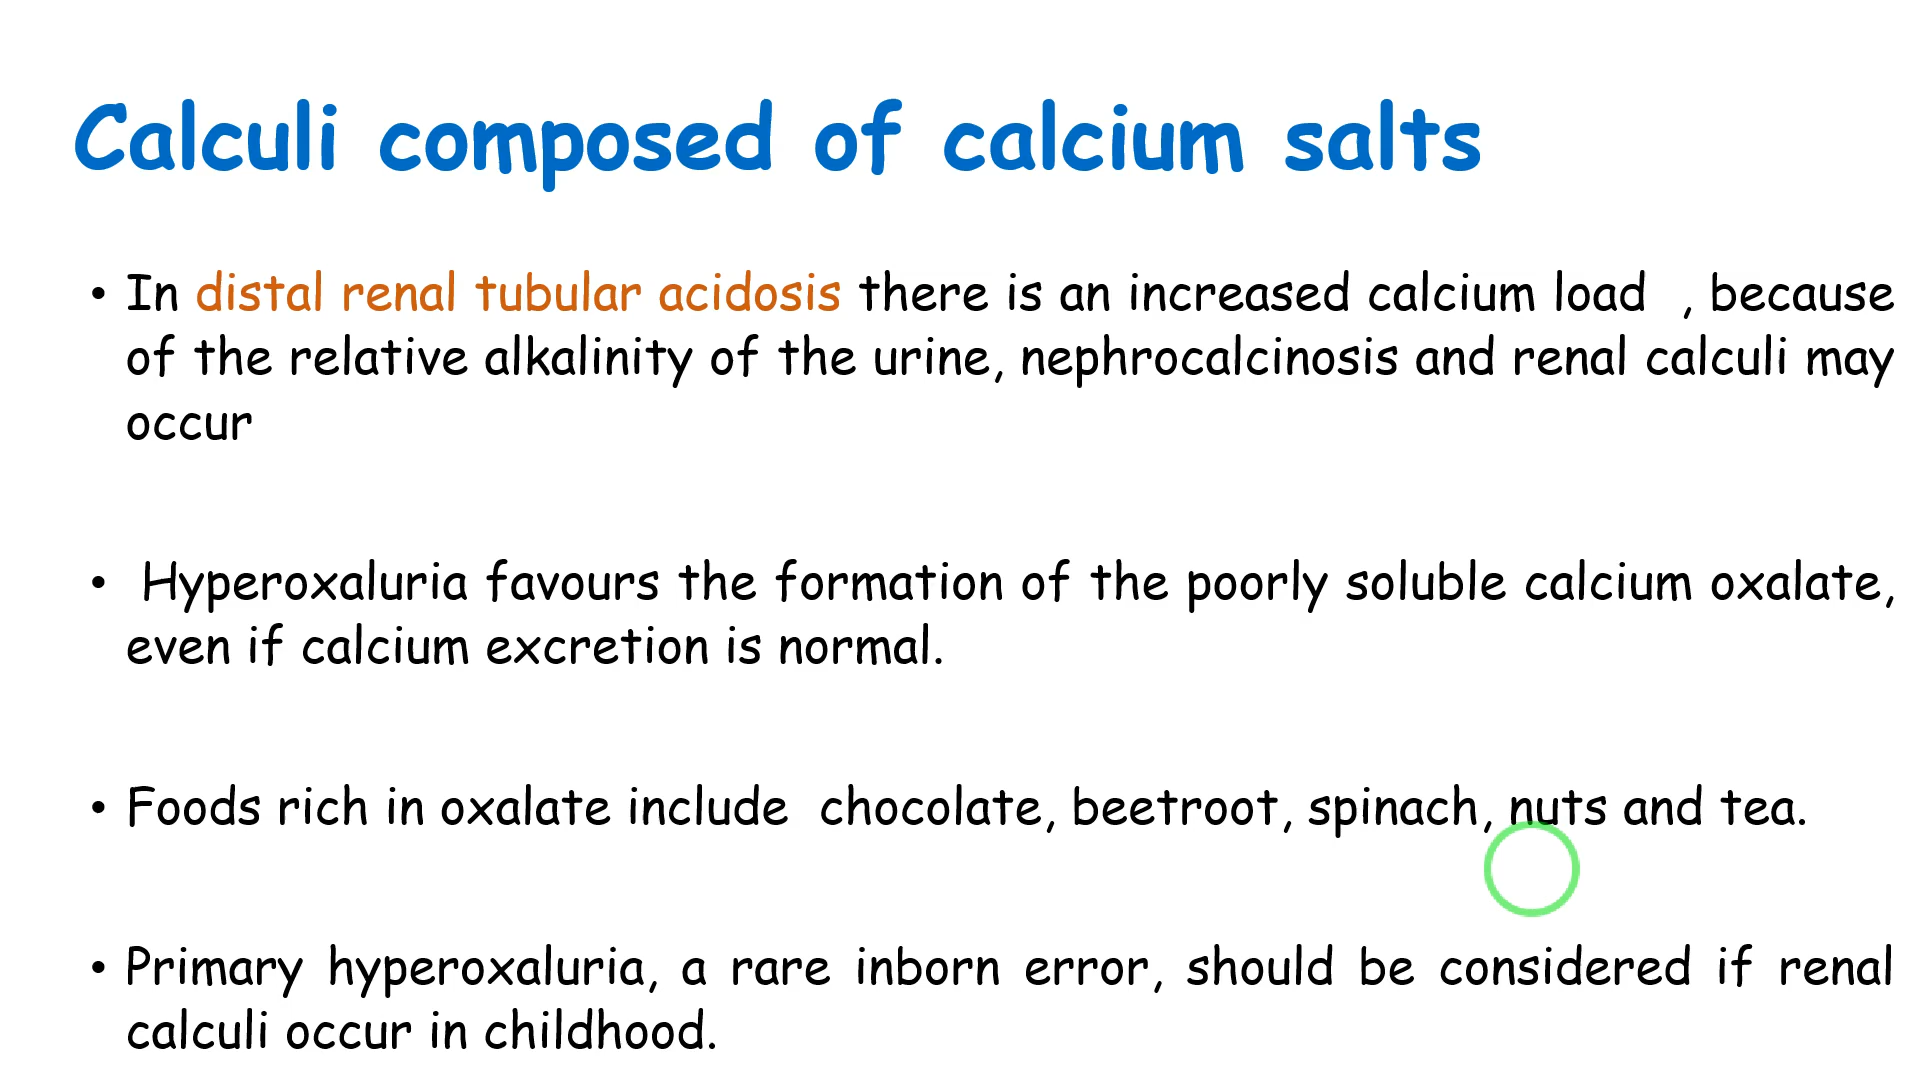 Calculi composed of calcium salts
• In distal renal tubular acidosis there is an increased calcium load , because
of the relative alkalinity of the urine, nephrocalcinosis and renal calculi may
occur
• Hyperoxaluria favours the formation of the poorly soluble calcium oxalate,
even if calcium excretion is normal.
• Foods rich in oxalate include chocolate, beetroot, spinach, nuts and tea.
• Primary hyperoxaluria, a rare inborn error, should be considered if renal
calculi occur in childhood.